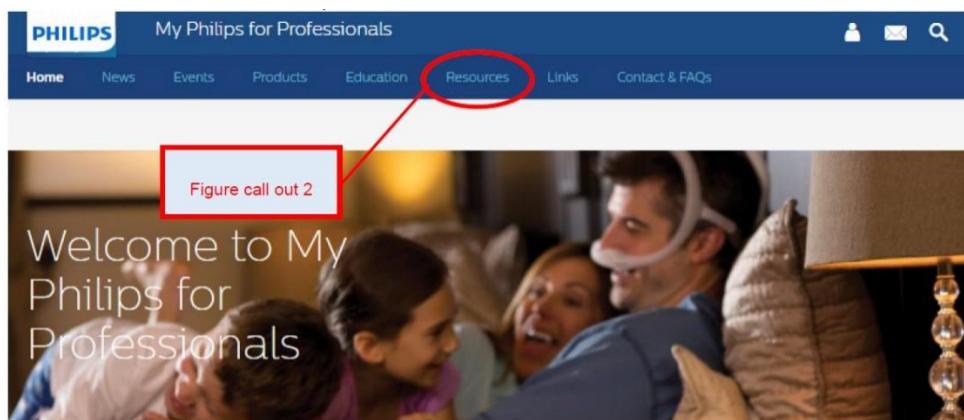 PHILIPS
My Philips for Professionals
Home News Events Products Education Resources Links Contact & FAQs
Figure call out 2
Welcome to My
Philips for
Professionals